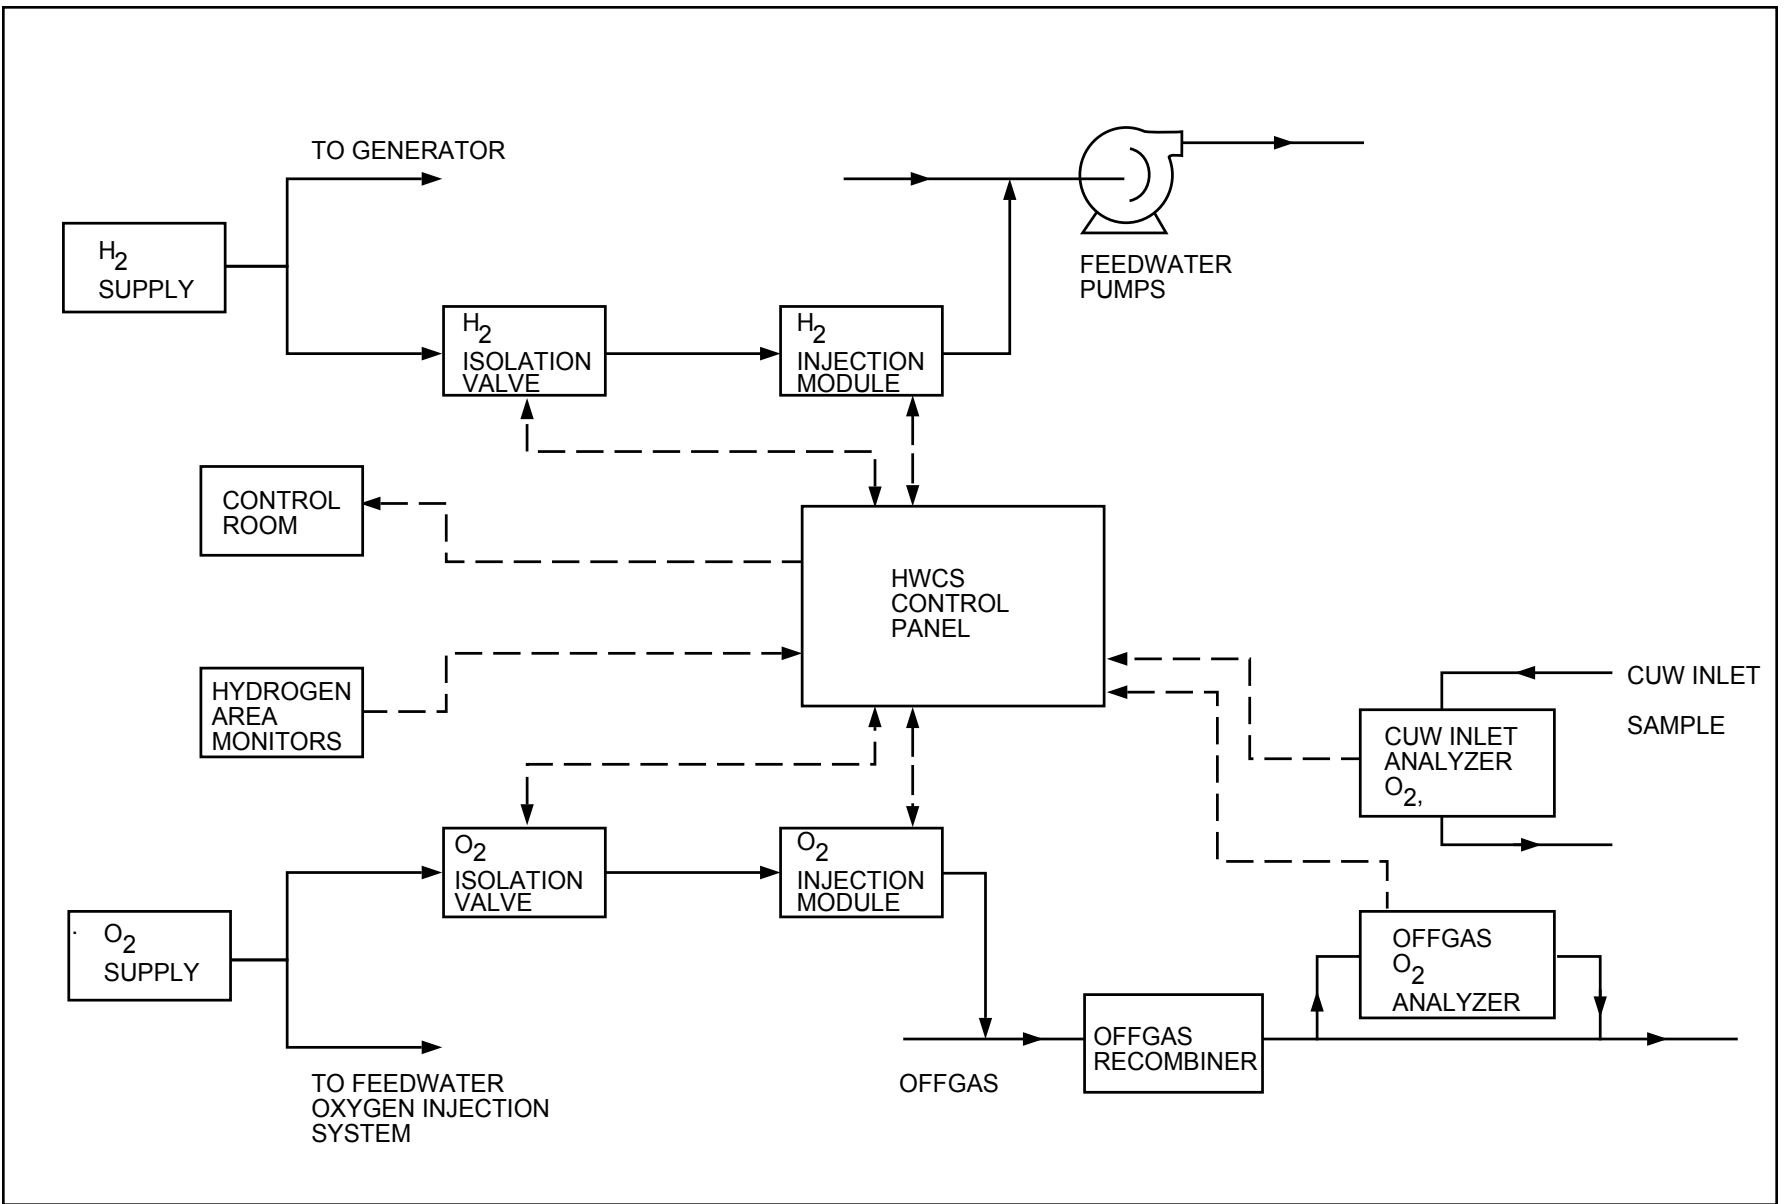 TO GENERATOR
H2
SUPPLY
FEEDWATER
PUMPS
H2
ISOLATION
VALVE
H2
INJECTION
MODULE
CONTROL
ROOM
HWCS
CONTROL
PANEL
HYDROGEN
AREA
MONITORS
CUW INLET
SAMPLE
CUW INLET
ANALYZER
O2,
O2
ISOLATION
VALVE
O2
INJECTION
MODULE
O2
SUPPLY
OFFGAS
O2
ANALYZER
OFFGAS
RECOMBINER
OFFGAS
TO FEEDWATER
OXYGEN INJECTION
SYSTEM